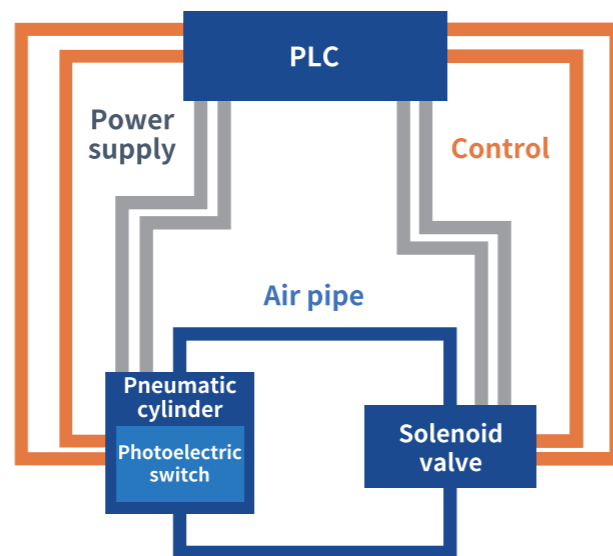 PLC
Power
supply
Control
Air pipe
Pneumatic
cylinder
Photoelectric
switch
Solenoid
valve